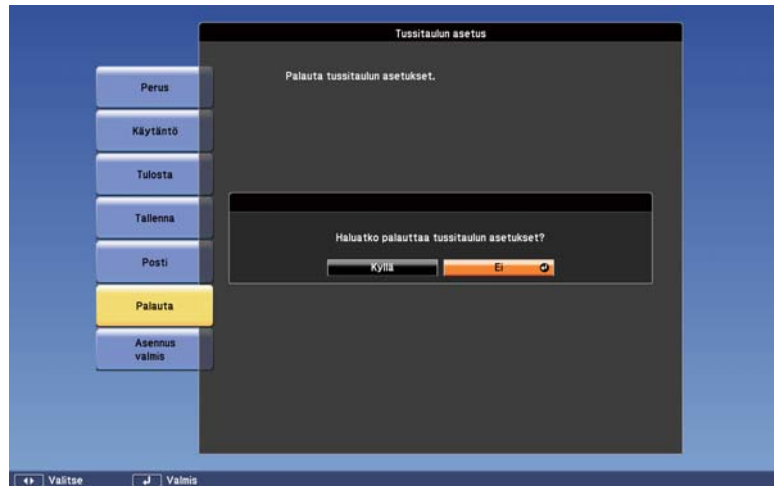 Tussitaulun asetus
Palauta tussitaulun asetukset.
Perus
Käytäntö
Tulosta
Tallenna
Posti
Palauta
Asennus
valmis
Haluatko palauttaa tussitaulun asetukset?
Kyllä Ei
Valitse Valmis